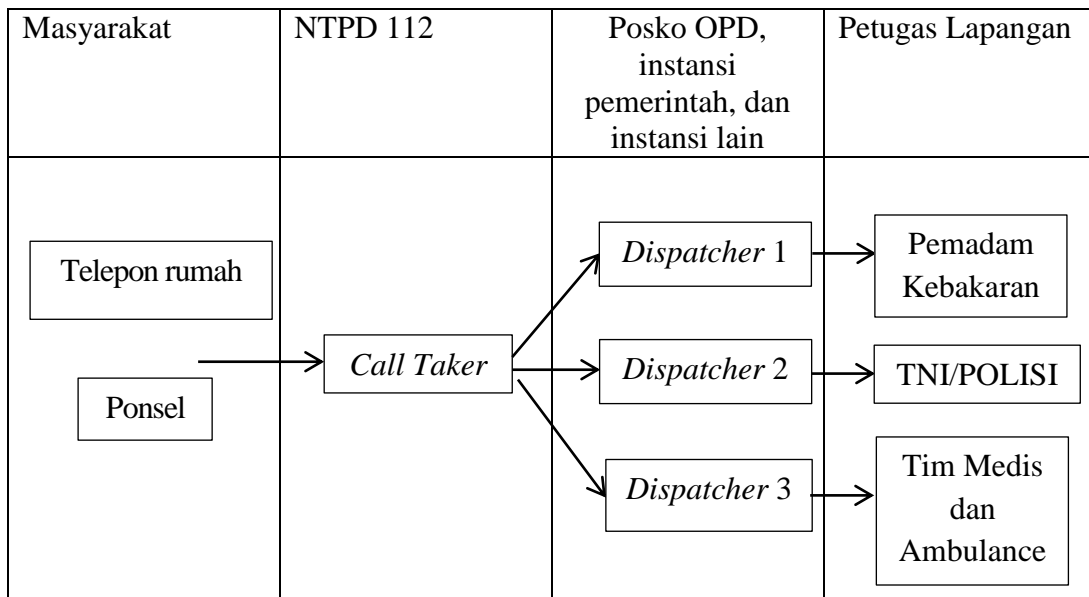 Masyarakat
NTPD 112
Posko OPD,
instansi
pemerintah, dan
instansi lain
Petugas Lapangan
Telepon rumah
Ponsel
Call Taker
Dispatcher 1
Dispatcher 2
Dispatcher 3
Pemadam
Kebakaran
TNI/POLISI
Tim Medis
dan
Ambulance